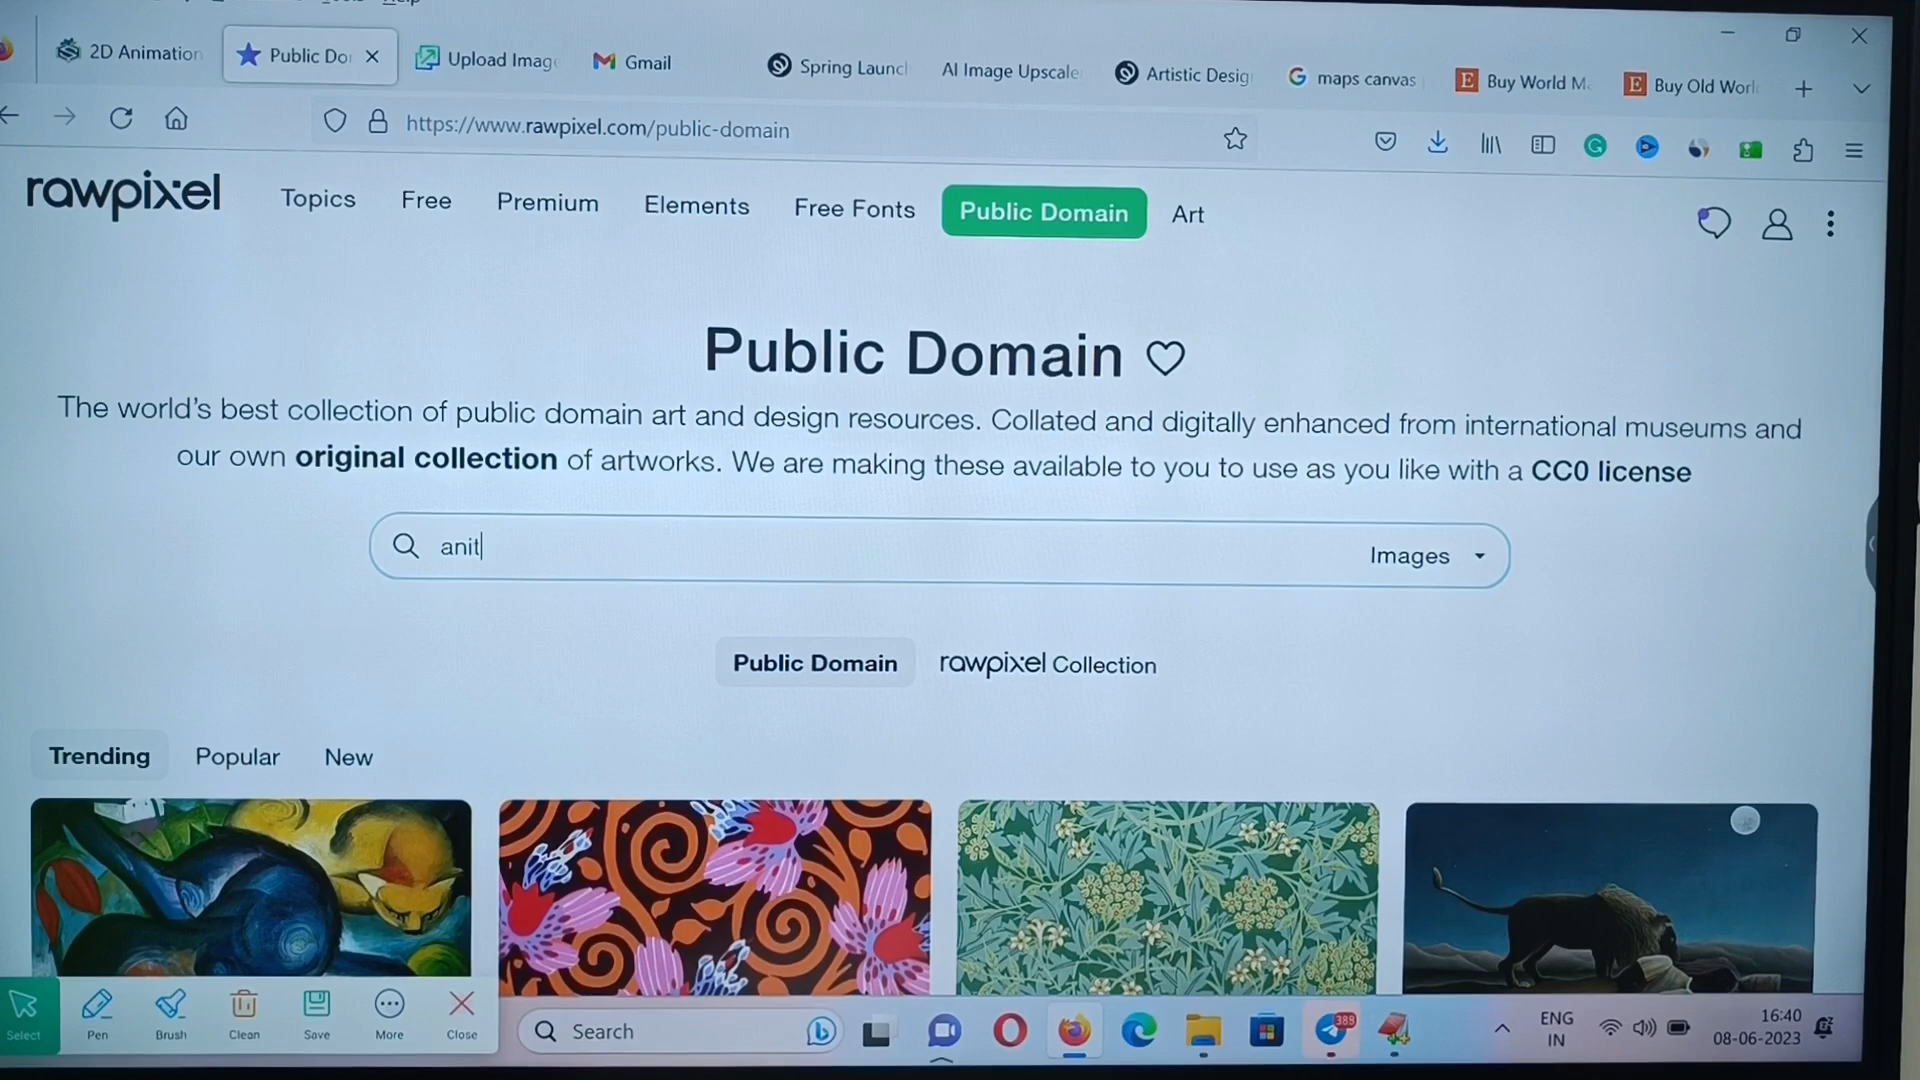 2D Animation
Public Do
Upload Imag
Gmail
Spring Launc
AI Image Upscale
Artistic Desig
maps canvas
Buy World M
Buy Old Worl
https://www.rawpixel.com/public-domain
rawpixel
Topics
Free
Premium
Elements
Free Fonts
Public Domain
Art
Public Domain
The world's best collection of public domain art and design resources. Collated and digitally enhanced from international museums and
our own original collection of artworks. We are making these available to you to use as you like with a CC0 license
anit
Images
Public Domain
rawpixel Collection
Trending
Popular
New
Select
Pen
Brush
Clean
Save
More
Close
Search
389
ENG
IN
16:40
08-06-2023